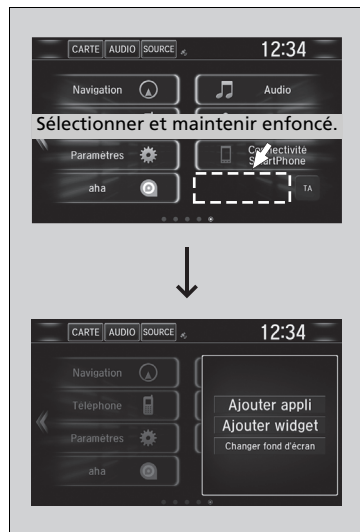 CARTE AUDIO SOURCE 12:34
Navigation Audio
Sélectionner et maintenir enfoncé.
Paramètres Connectivité
SmartPhone
aha TA
CARTE AUDIO SOURCE 12:34
Navigation
Téléphone
Ajouter appli
Ajouter widget
Paramètres Changer fond d'écran
aha